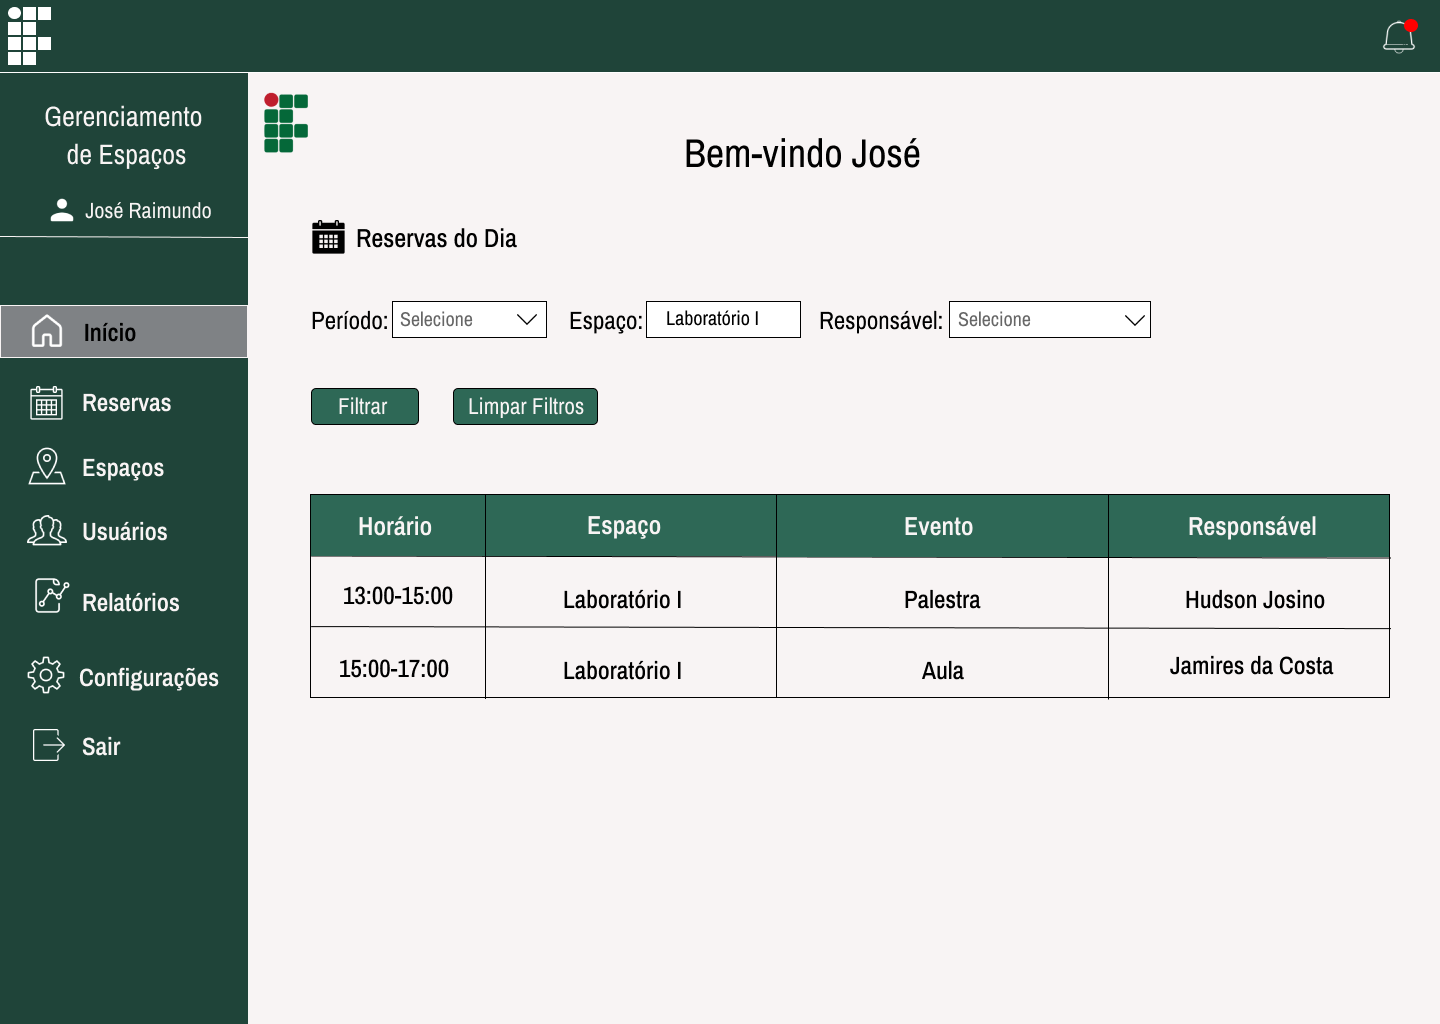 Gerenciamento
de Espaços
José Raimundo
Início
Reservas
Espaços
Usuários
Relatórios
Configurações
Sair
Bem-vindo José
Reservas do Dia
Período: Selecione Espaço: Laboratório I Responsável: Selecione
Filtrar Limpar Filtros
Horário Espaço Evento Responsável
13:00-15:00 Laboratório I Palestra Hudson Josino
15:00-17:00 Laboratório I Aula Jamires da Costa